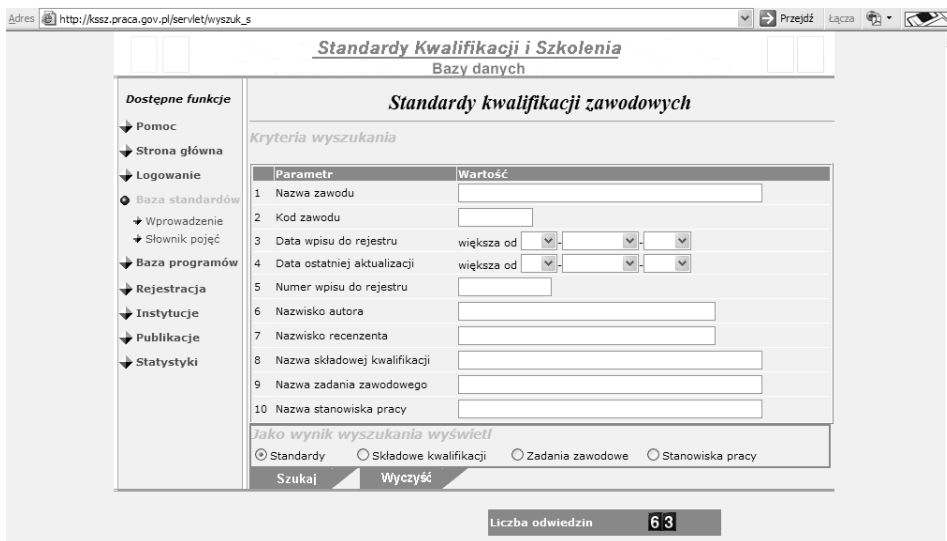 Adres http://kssz.praca.gov.pl/servlet/wyszuk_s Przejdź Łącza
Standardy Kwalifikacji i Szkolenia
Bazy danych
Dostępne funkcje
Pomoc
Strona główna
Logowanie
Baza standardów
Wprowadzenie
Słownik pojęć
Baza programów
Rejestracja
Instytucje
Publikacje
Statystyki
Standardy kwalifikacji zawodowych
Kryteria wyszukania
Parametr Wartość
1 Nazwa zawodu
2 Kod zawodu
3 Data wpisu do rejestru większa od - -
4 Data ostatniej aktualizacji większa od - -
5 Numer wpisu do rejestru
6 Nazwisko autora
7 Nazwisko recenzenta
8 Nazwa składowej kwalifikacji
9 Nazwa zadania zawodowego
10 Nazwa stanowiska pracy
Jako wynik wyszukania wyświetl
Standardy Składowe kwalifikacji Zadania zawodowe Stanowiska pracy
Szukaj Wyczyść
Liczba odwiedzin 63